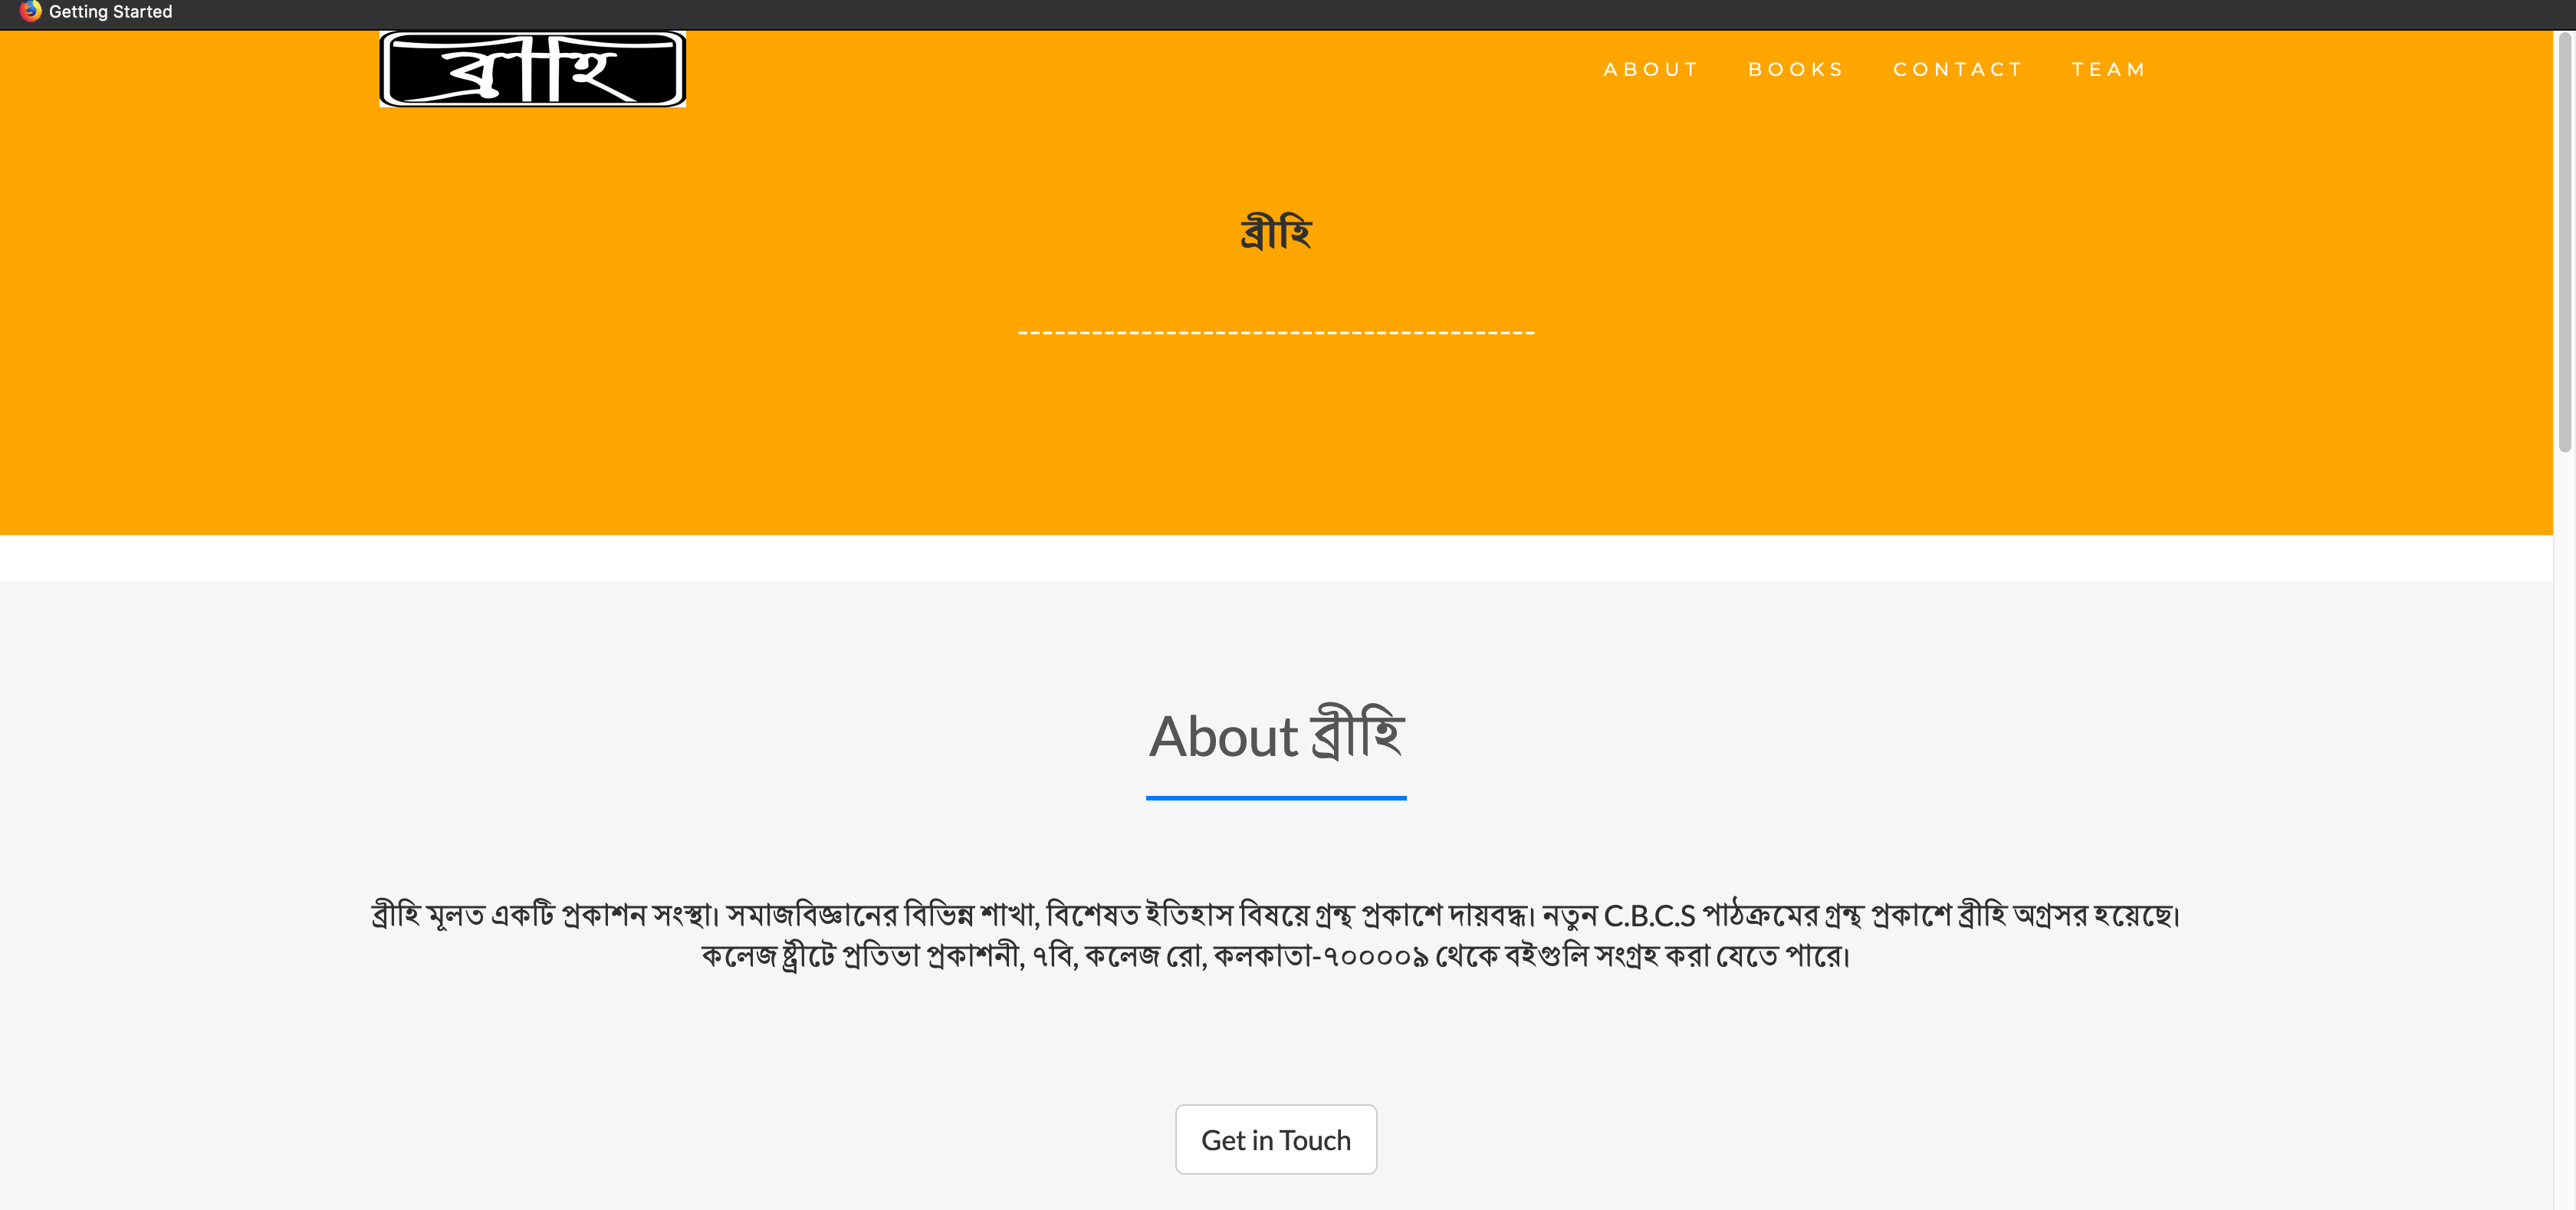 Getting Started
ব্রীহি
ABOUT BOOKS CONTACT TEAM
ব্রীহি
------------------------------------------
About ব্রীহি
ব্রীহি মূলত একটি প্রকাশন সংস্থা। সমাজবিজ্ঞানের বিভিন্ন শাখা, বিশেষত ইতিহাস বিষয়ে গ্রন্থ প্রকাশে দায়বদ্ধ। নতুন C.B.C.S পাঠক্রমের গ্রন্থ প্রকাশে ব্রীহি অগ্রসর হয়েছে।
কলেজ ষ্ট্রীটে প্রতিভা প্রকাশনী, ৭বি, কলেজ রো, কলকাতা-৭০০০০৯ থেকে বইগুলি সংগ্রহ করা যেতে পারে।
Get in Touch